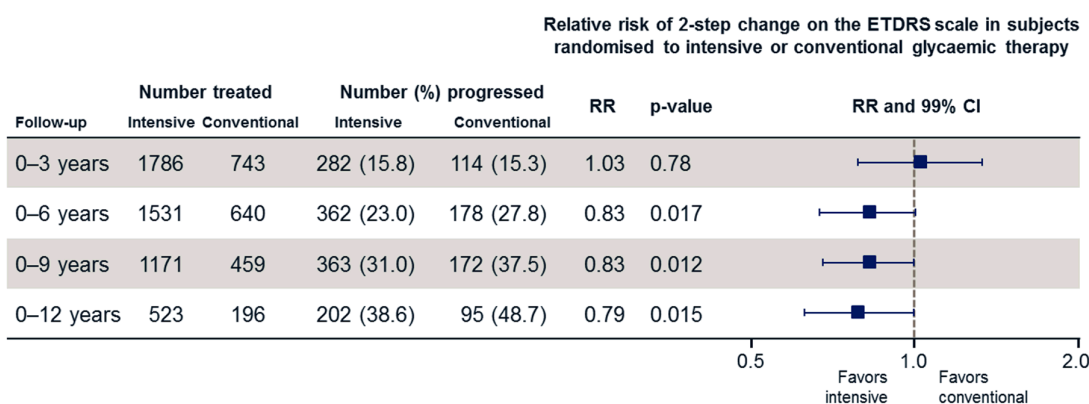 Relative risk of 2-step change on the ETDRS scale in subjects
randomised to intensive or conventional glycaemic therapy
Number treated Number (%) progressed RR p-value RR and 99% CI
Follow-up Intensive Conventional Intensive Conventional
0–3 years 1786 743 282 (15.8) 114 (15.3) 1.03 0.78
0–6 years 1531 640 362 (23.0) 178 (27.8) 0.83 0.017
0–9 years 1171 459 363 (31.0) 172 (37.5) 0.83 0.012
0–12 years 523 196 202 (38.6) 95 (48.7) 0.79 0.015
0.5 1.0 2.0
Favors Favors
intensive conventional